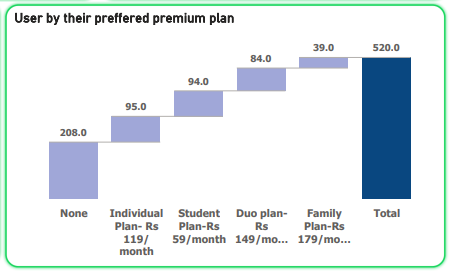 User by their preffered premium plan
208.0
95.0
94.0
84.0
39.0
520.0
None
Individual
Plan- Rs
119/
month
Student
Plan-Rs
59/month
Duo plan-
Rs
149/mo...
Family
Plan-Rs
179/mo...
Total